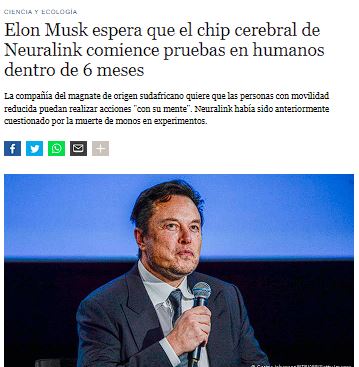 CIENCIA Y ECOLOGÍA
Elon Musk espera que el chip cerebral de
Neuralink comience pruebas en humanos
dentro de 6 meses
La compañía del magnate de origen sudafricano quiere que las personas con movilidad
reducida puedan realizar acciones "con su mente". Neuralink había sido anteriormente
cuestionado por la muerte de monos en experimentos.